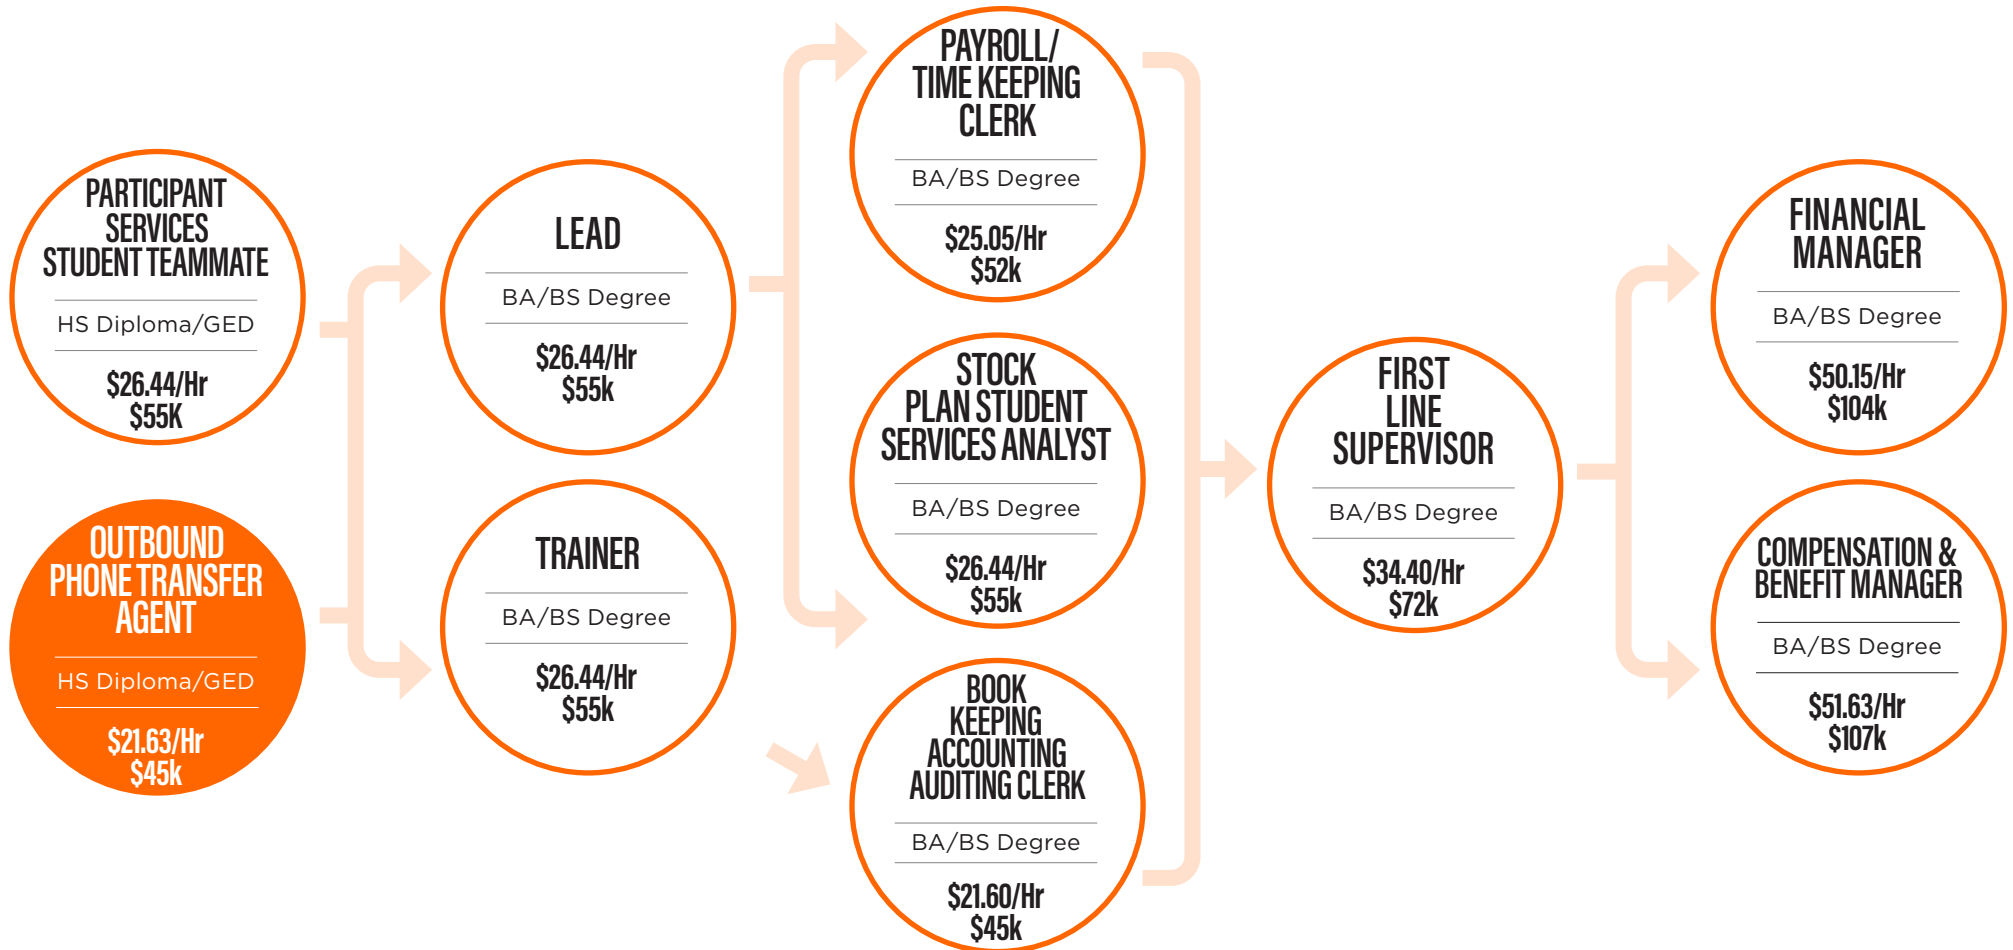 PARTICIPANT
SERVICES
STUDENT TEAMMATE
HS Diploma/GED
$26.44/Hr
$55K
OUTBOUND
PHONE TRANSFER
AGENT
HS Diploma/GED
$21.63/Hr
$45k
LEAD
BA/BS Degree
$26.44/Hr
$55k
TRAINER
BA/BS Degree
$26.44/Hr
$55k
PAYROLL/
TIME KEEPING
CLERK
BA/BS Degree
$25.05/Hr
$52k
STOCK
PLAN STUDENT
SERVICES ANALYST
BA/BS Degree
$26.44/Hr
$55k
BOOK
KEEPING
ACCOUNTING
AUDITING CLERK
BA/BS Degree
$21.60/Hr
$45k
FIRST
LINE
SUPERVISOR
BA/BS Degree
$34.40/Hr
$72k
FINANCIAL
MANAGER
BA/BS Degree
$50.15/Hr
$104k
COMPENSATION &
BENEFIT MANAGER
BA/BS Degree
$51.63/Hr
$107k